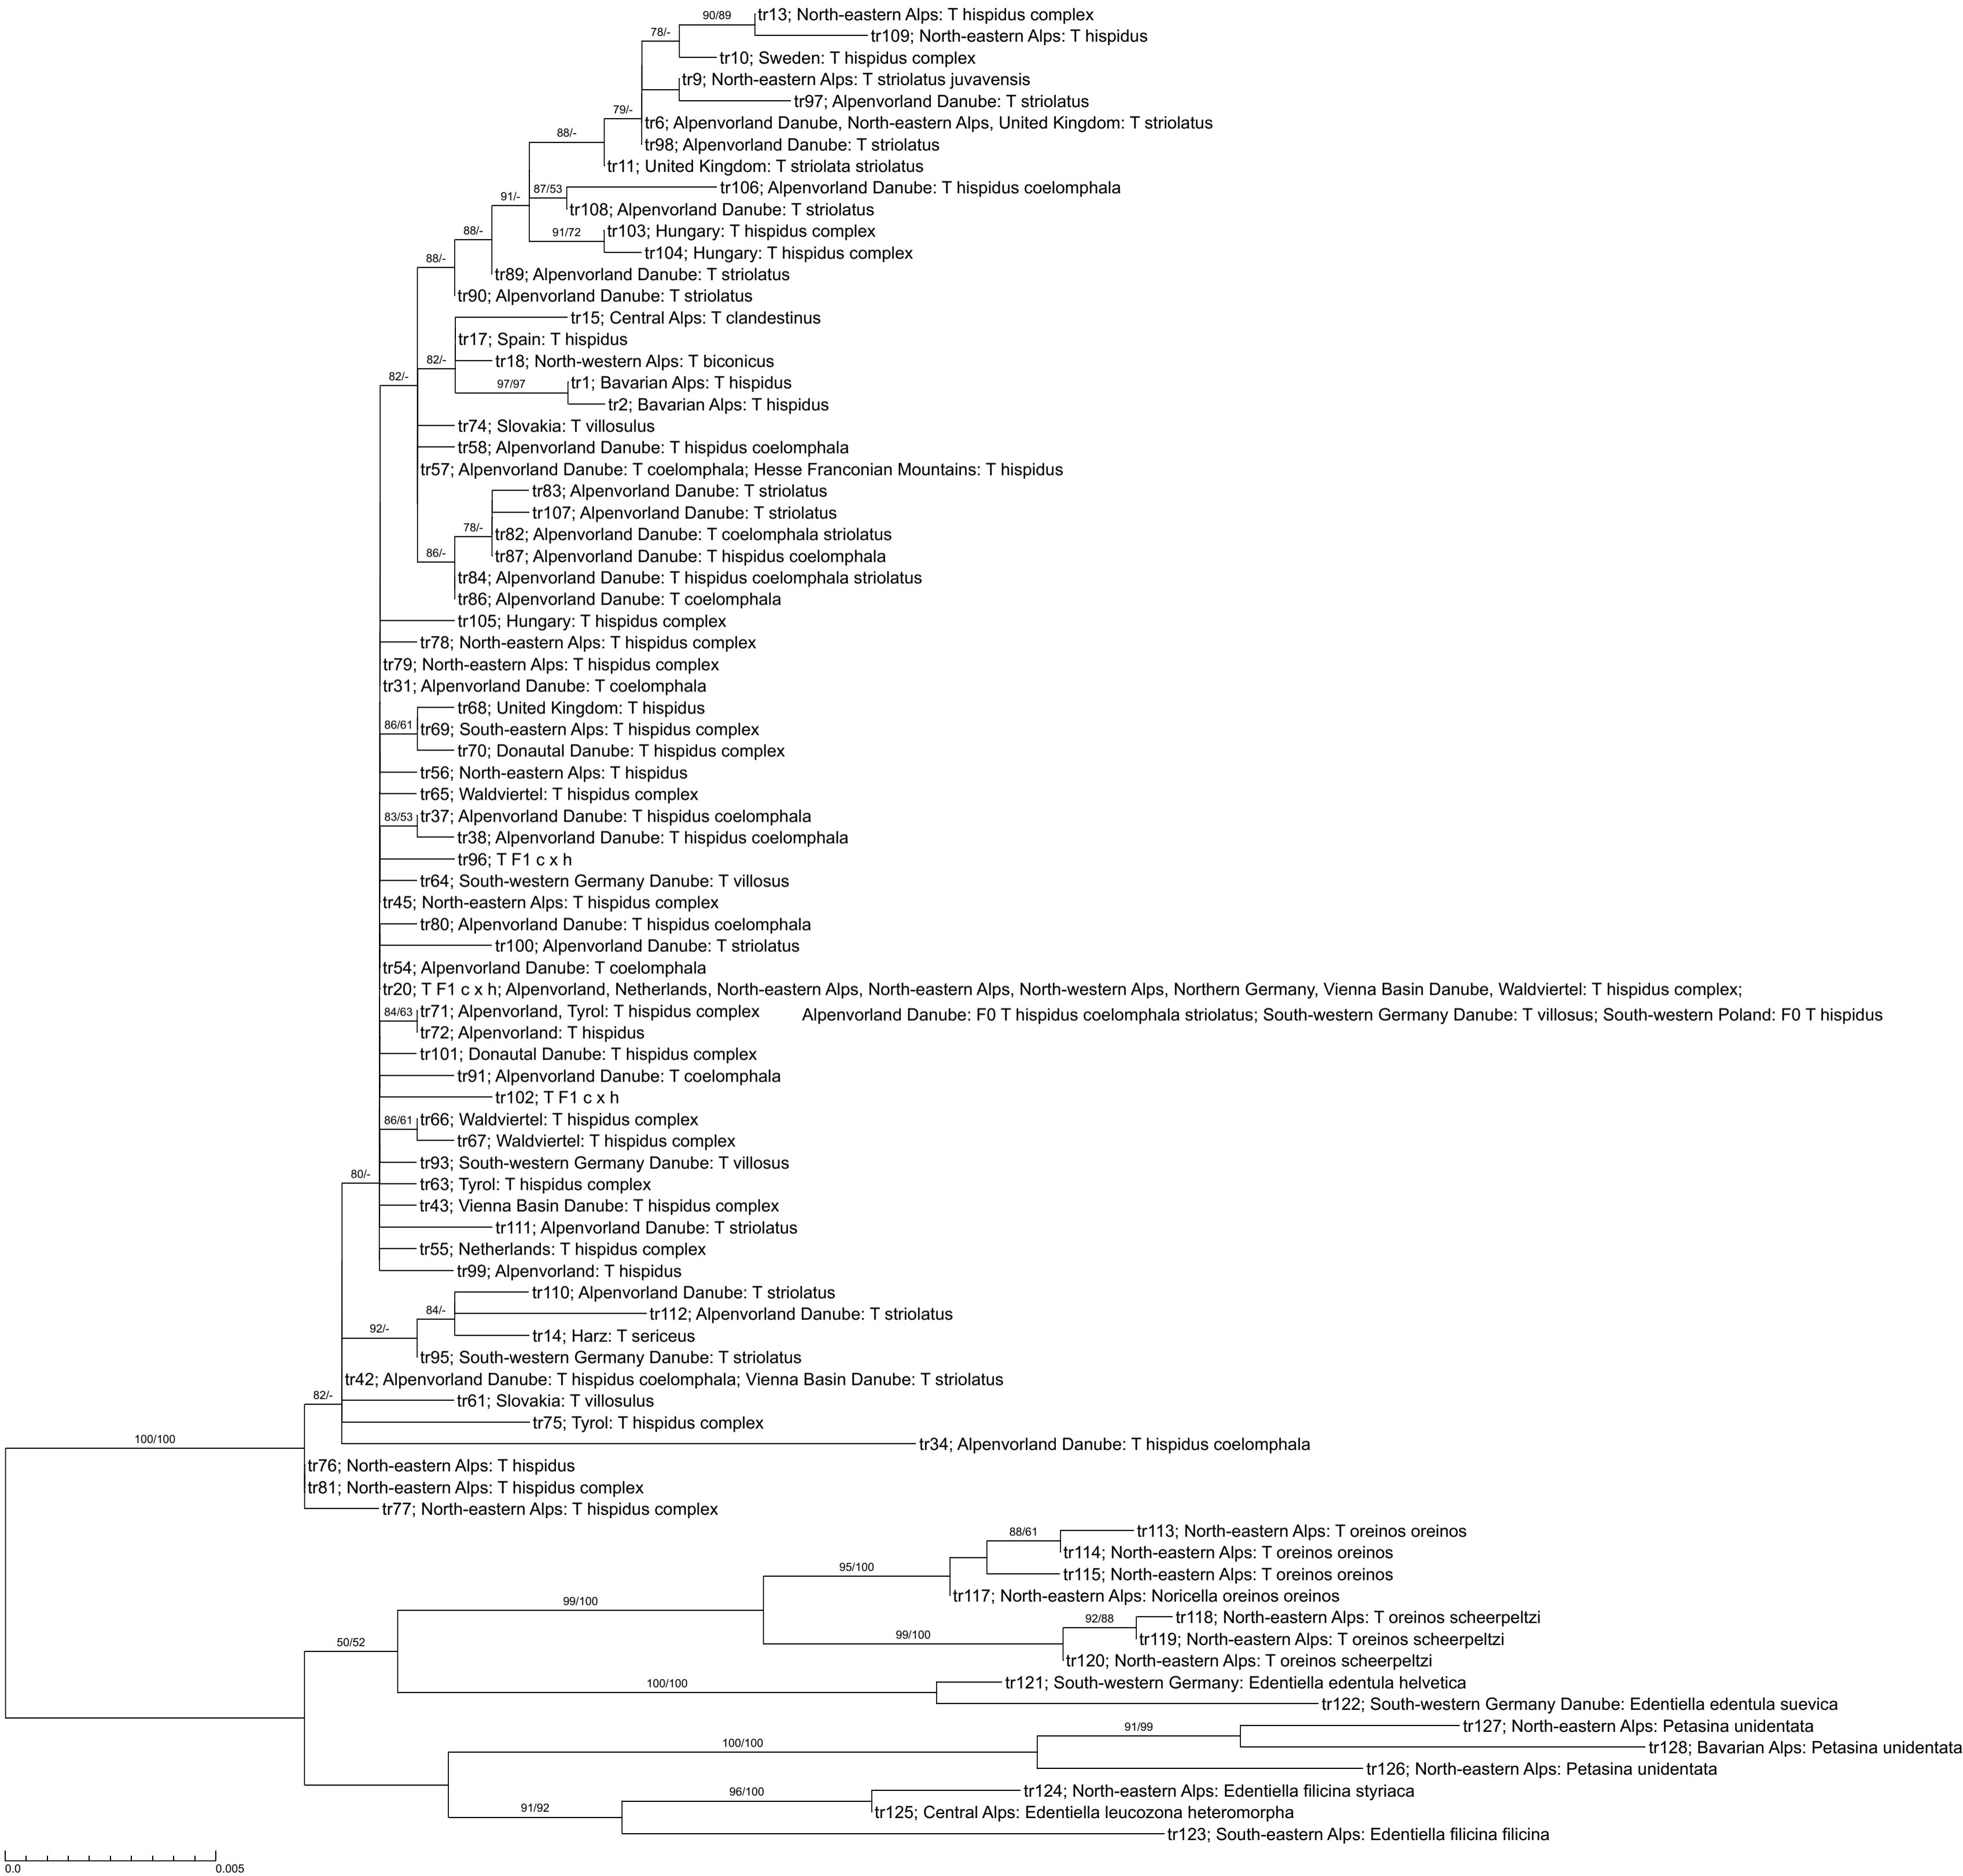 90/89
tr13; North-eastern Alps: T hispidus complex
78/-
tr109; North-eastern Alps: T hispidus
tr10; Sweden: T hispidus complex
tr9; North-eastern Alps: T striolatus juvavensis
tr97; Alpenvorland Danube: T striolatus
79/-
tr6; Alpenvorland Danube, North-eastern Alps, United Kingdom: T striolatus
88/-
tr98; Alpenvorland Danube: T striolatus
tr11; United Kingdom: T striolata striolatus
87/53
tr106; Alpenvorland Danube: T hispidus coelomphala
91/-
tr108; Alpenvorland Danube: T striolatus
88/-
91/72
tr103; Hungary: T hispidus complex
tr104; Hungary: T hispidus complex
88/-
tr89; Alpenvorland Danube: T striolatus
tr90; Alpenvorland Danube: T striolatus
tr15; Central Alps: T clandestinus
tr17; Spain: T hispidus
82/-
tr18; North-western Alps: T biconicus
82/-
97/97
tr1; Bavarian Alps: T hispidus
tr2; Bavarian Alps: T hispidus
tr74; Slovakia: T villosulus
tr58; Alpenvorland Danube: T hispidus coelomphala
tr57; Alpenvorland Danube: T coelomphala; Hesse Franconian Mountains: T hispidus
tr83; Alpenvorland Danube: T striolatus
tr107; Alpenvorland Danube: T striolatus
78/-
tr82; Alpenvorland Danube: T coelomphala striolatus
86/-
tr87; Alpenvorland Danube: T hispidus coelomphala
tr84; Alpenvorland Danube: T hispidus coelomphala striolatus
tr86; Alpenvorland Danube: T coelomphala
tr105; Hungary: T hispidus complex
tr78; North-eastern Alps: T hispidus complex
tr79; North-eastern Alps: T hispidus complex
tr31; Alpenvorland Danube: T coelomphala
tr68; United Kingdom: T hispidus
86/61
tr69; South-eastern Alps: T hispidus complex
tr70; Donautal Danube: T hispidus complex
tr56; North-eastern Alps: T hispidus
tr65; Waldviertel: T hispidus complex
83/53
tr37; Alpenvorland Danube: T hispidus coelomphala
tr38; Alpenvorland Danube: T hispidus coelomphala
tr96; T F1 c x h
tr64; South-western Germany Danube: T villosus
tr45; North-eastern Alps: T hispidus complex
tr80; Alpenvorland Danube: T hispidus coelomphala
tr100; Alpenvorland Danube: T striolatus
tr54; Alpenvorland Danube: T coelomphala
tr20; T F1 c x h; Alpenvorland, Netherlands, North-eastern Alps, North-eastern Alps, North-western Alps, Northern Germany, Vienna Basin Danube, Waldviertel: T hispidus complex;
Alpenvorland Danube: F0 T hispidus coelomphala striolatus; South-western Germany Danube: T villosus; South-western Poland: F0 T hispidus
84/63
tr71; Alpenvorland, Tyrol: T hispidus complex
tr72; Alpenvorland: T hispidus
tr101; Donautal Danube: T hispidus complex
tr91; Alpenvorland Danube: T coelomphala
tr102; T F1 c x h
86/61
tr66; Waldviertel: T hispidus complex
tr67; Waldviertel: T hispidus complex
tr93; South-western Germany Danube: T villosus
80/-
tr63; Tyrol: T hispidus complex
tr43; Vienna Basin Danube: T hispidus complex
tr111; Alpenvorland Danube: T striolatus
tr55; Netherlands: T hispidus complex
tr99; Alpenvorland: T hispidus
tr110; Alpenvorland Danube: T striolatus
84/-
tr112; Alpenvorland Danube: T striolatus
92/-
tr14; Harz: T sericeus
tr95; South-western Germany Danube: T striolatus
tr42; Alpenvorland Danube: T hispidus coelomphala; Vienna Basin Danube: T striolatus
82/-
tr61; Slovakia: T villosulus
tr75; Tyrol: T hispidus complex
100/100
tr34; Alpenvorland Danube: T hispidus coelomphala
tr76; North-eastern Alps: T hispidus
tr81; North-eastern Alps: T hispidus complex
tr77; North-eastern Alps: T hispidus complex
88/61
tr113; North-eastern Alps: T oreinos oreinos
tr114; North-eastern Alps: T oreinos oreinos
95/100
tr115; North-eastern Alps: T oreinos oreinos
tr117; North-eastern Alps: Noricella oreinos oreinos
99/100
92/88
tr118; North-eastern Alps: T oreinos scheerpeltzi
99/100
tr119; North-eastern Alps: T oreinos scheerpeltzi
50/52
tr120; North-eastern Alps: T oreinos scheerpeltzi
100/100
tr121; South-western Germany: Edentiella edentula helvetica
tr122; South-western Germany Danube: Edentiella edentula suevica
91/99
tr127; North-eastern Alps: Petasina unidentata
100/100
tr128; Bavarian Alps: Petasina unidentata
tr126; North-eastern Alps: Petasina unidentata
96/100
tr124; North-eastern Alps: Edentiella filicina styriaca
91/92
tr125; Central Alps: Edentiella leucozona heteromorpha
tr123; South-eastern Alps: Edentiella filicina filicina
0.0
0.005